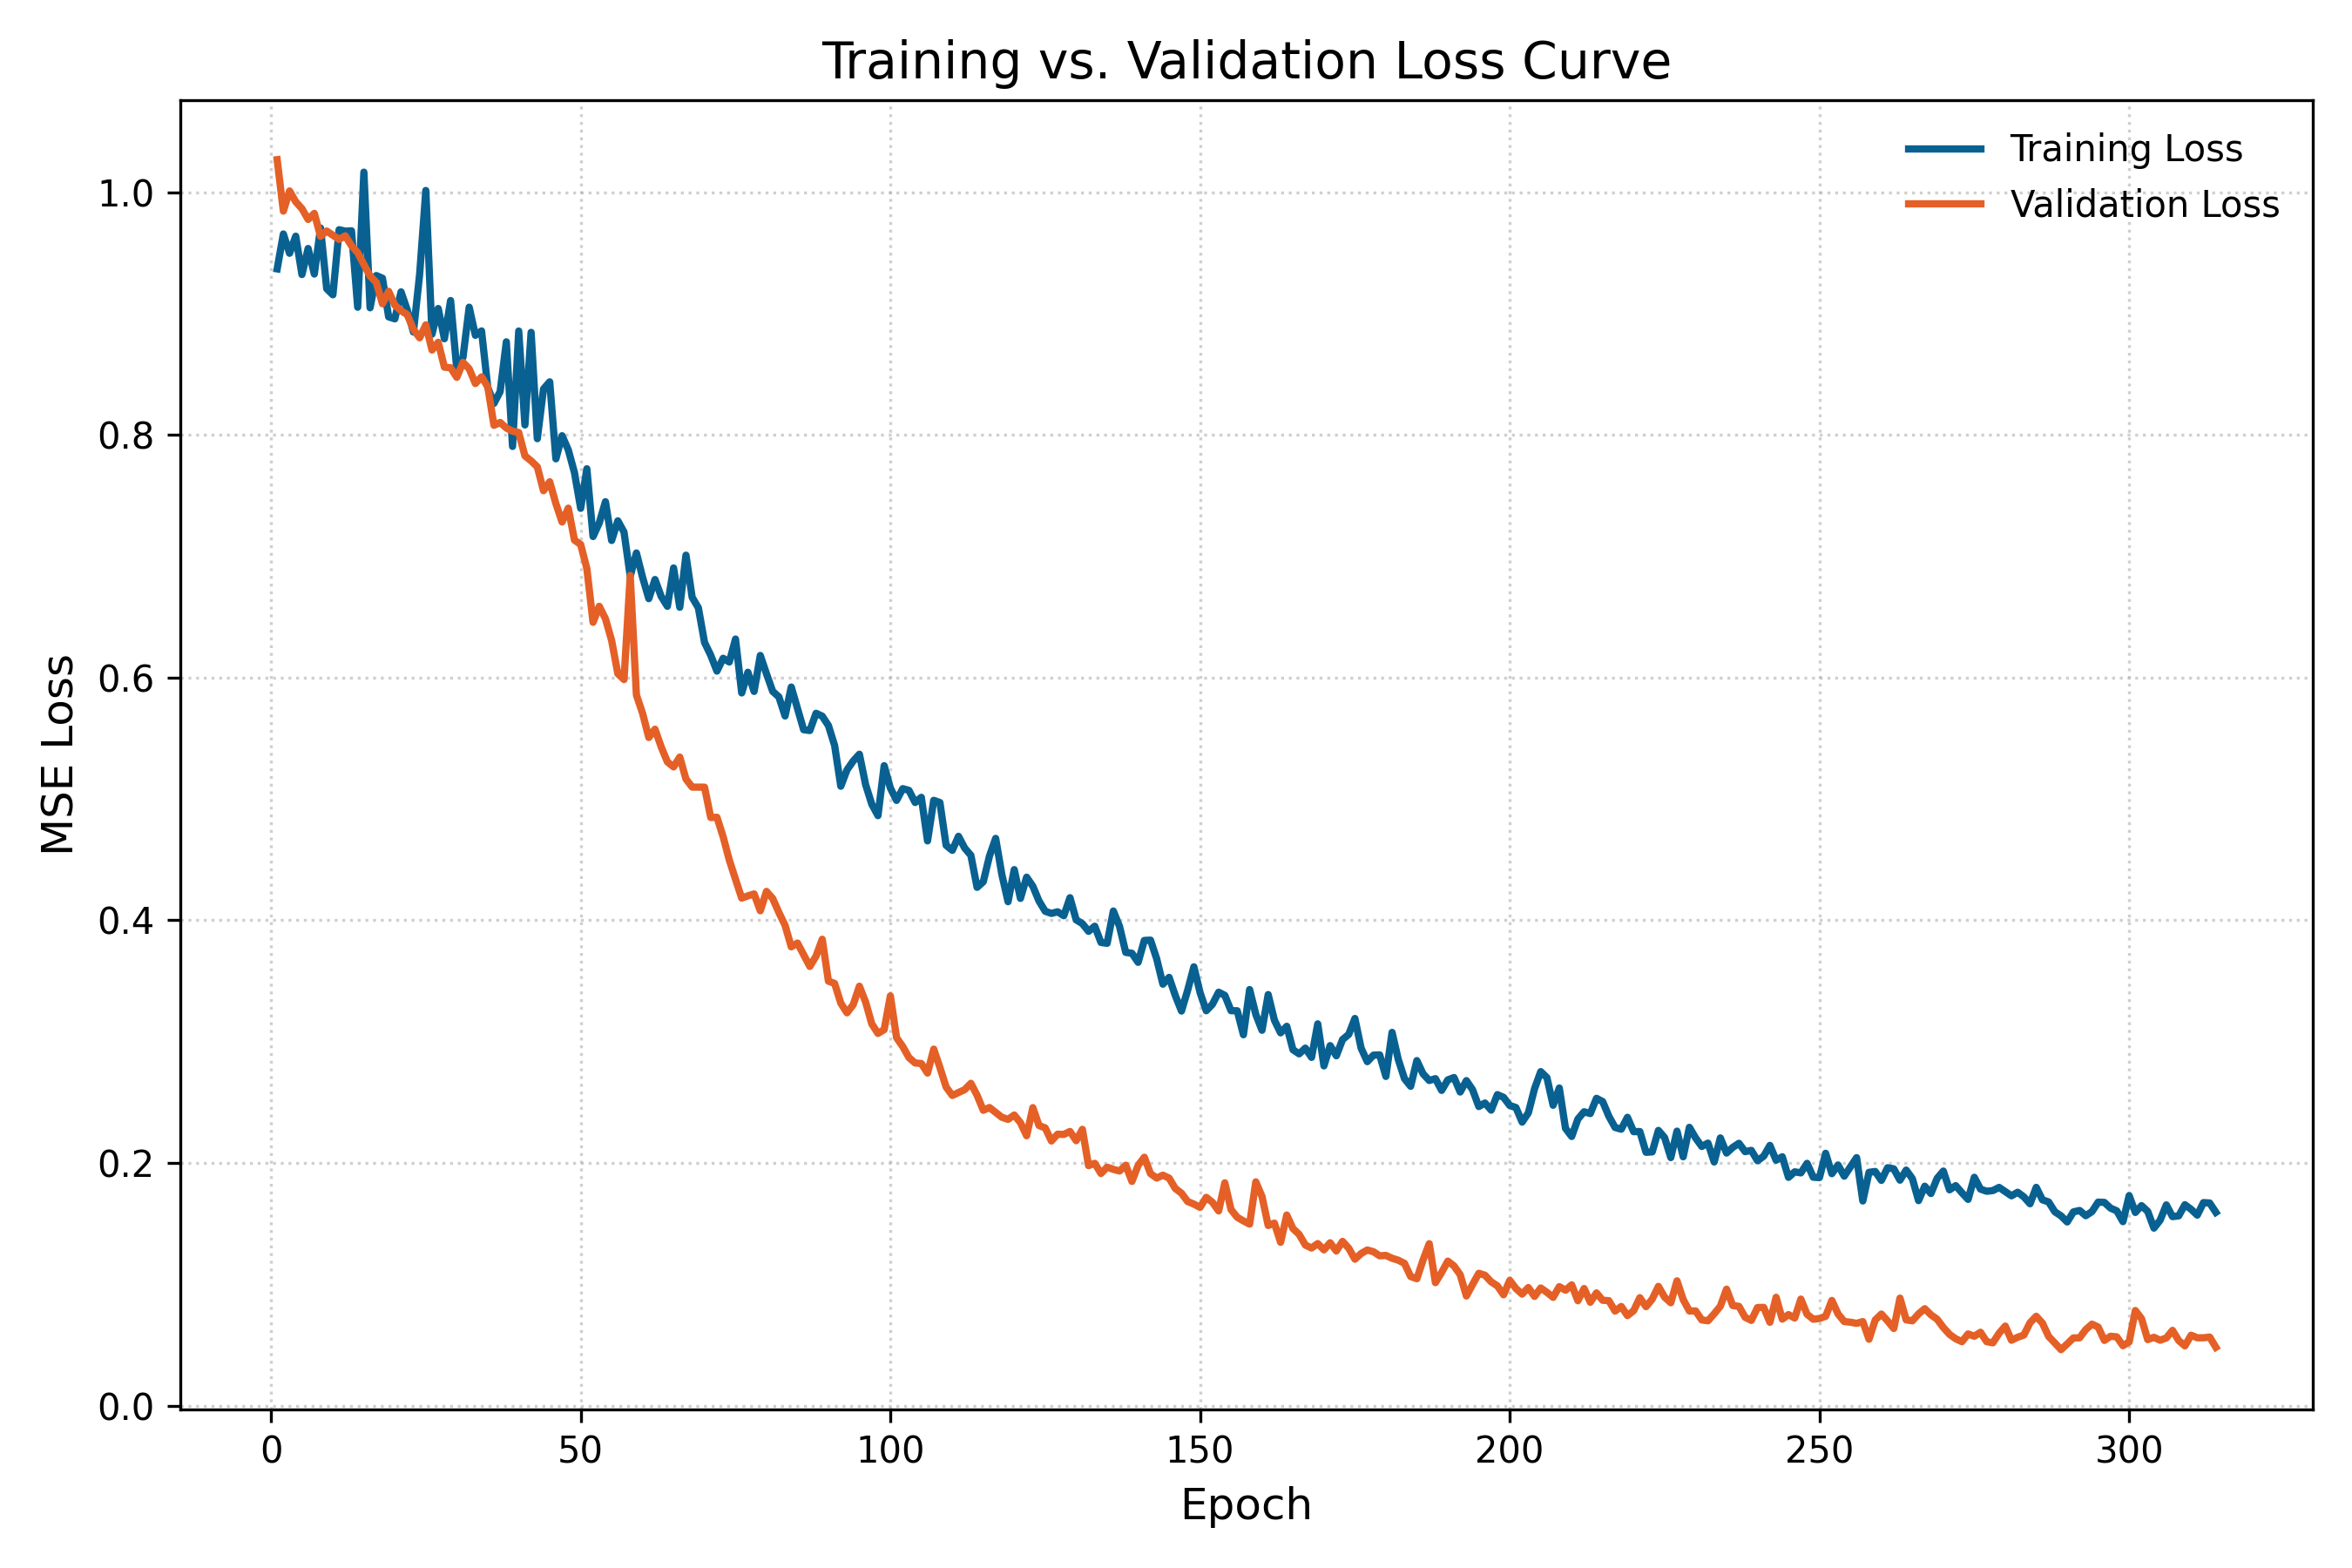 Training vs. Validation Loss Curve
Training Loss
Validation Loss
MSE Loss
1.0
0.8
0.6
0.4
0.2
0.0
0 50 100 150 200 250 300
Epoch